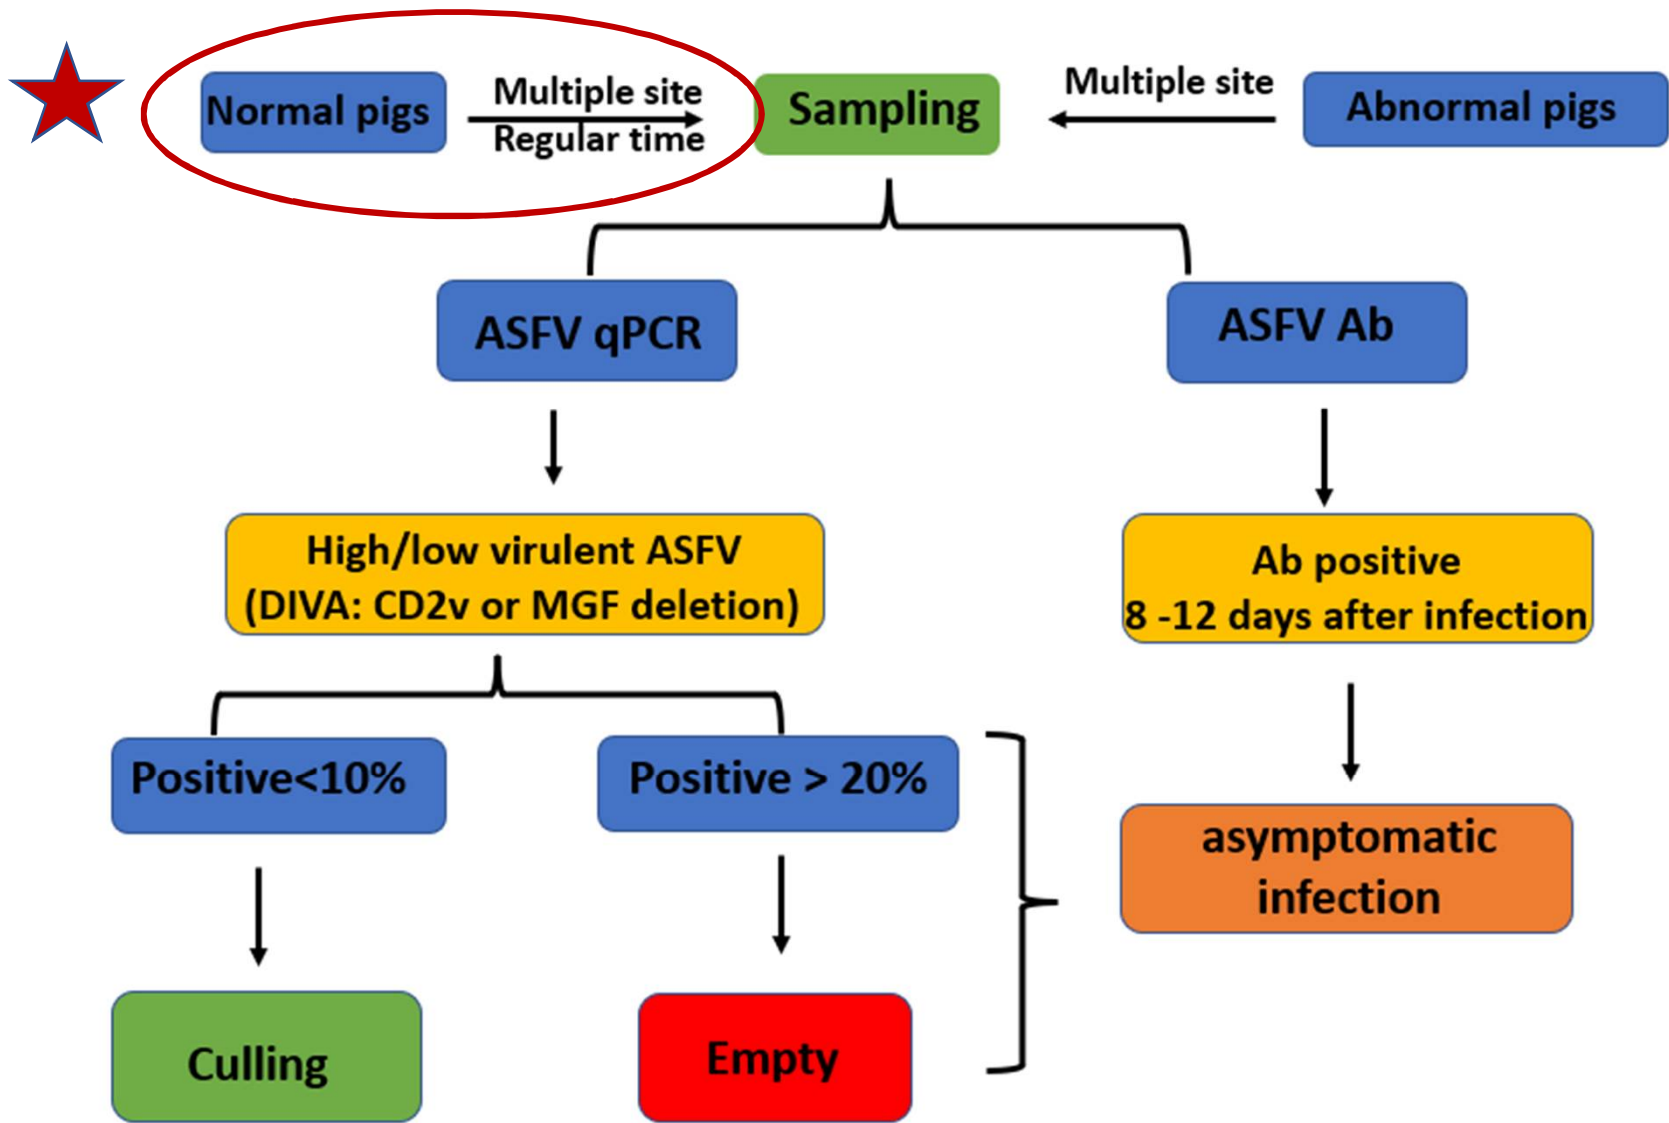 Normal pigs
Multiple site
Regular time
Sampling
Multiple site
Abnormal pigs
ASFV qPCR
ASFV Ab
High/low virulent ASFV
(DIVA: CD2v or MGF deletion)
Ab positive
8 -12 days after infection
Positive<10%
Positive > 20%
asymptomatic
infection
Culling
Empty